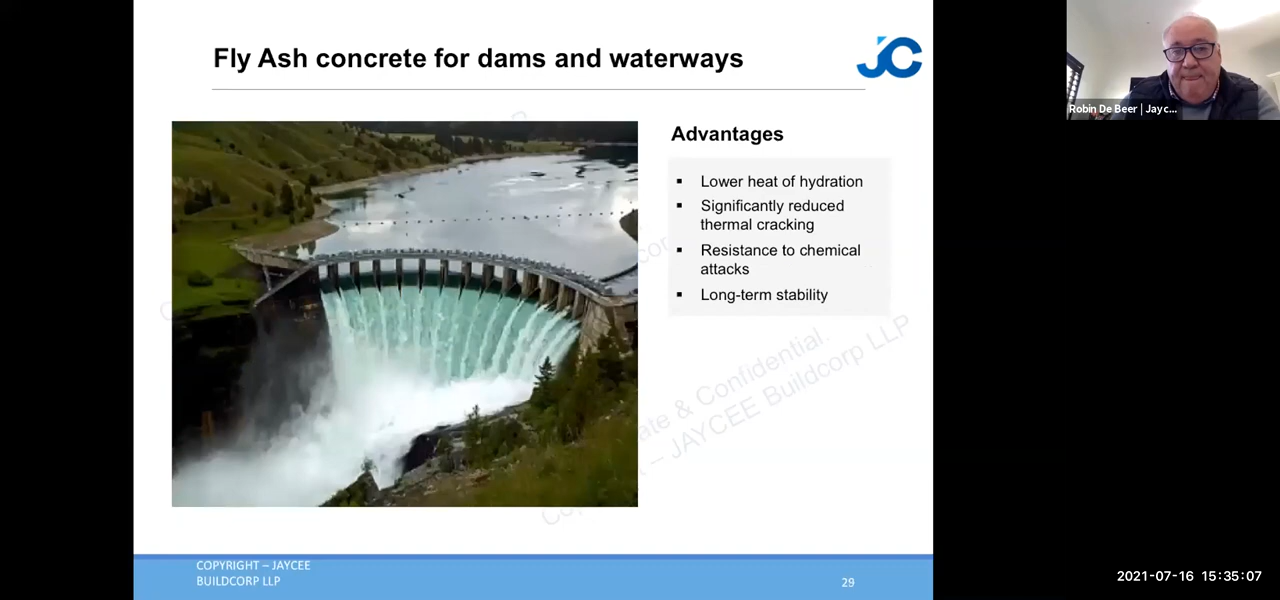 Fly Ash concrete for dams and waterways
JC
Robin De Beer | Jayc...
Advantages
▪ Lower heat of hydration
▪ Significantly reduced
thermal cracking
▪ Resistance to chemical
attacks
▪ Long-term stability
& Confidential.
– JAYCEE Buildcorp LLP
COPYRIGHT – JAYCEE
BUILDCORP LLP
29
2021-07-16 15:35:07